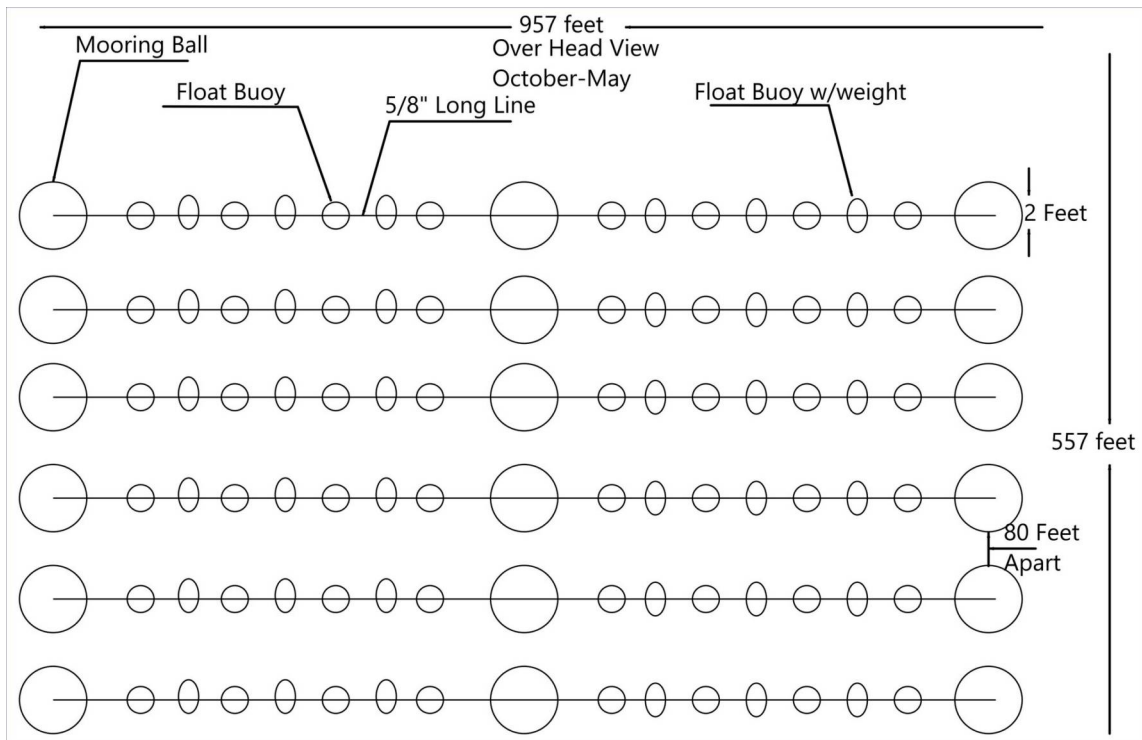 957 feet
Over Head View
October-May
Mooring Ball
Float Buoy
5/8" Long Line
Float Buoy w/weight
2 Feet
557 feet
80 Feet
Apart